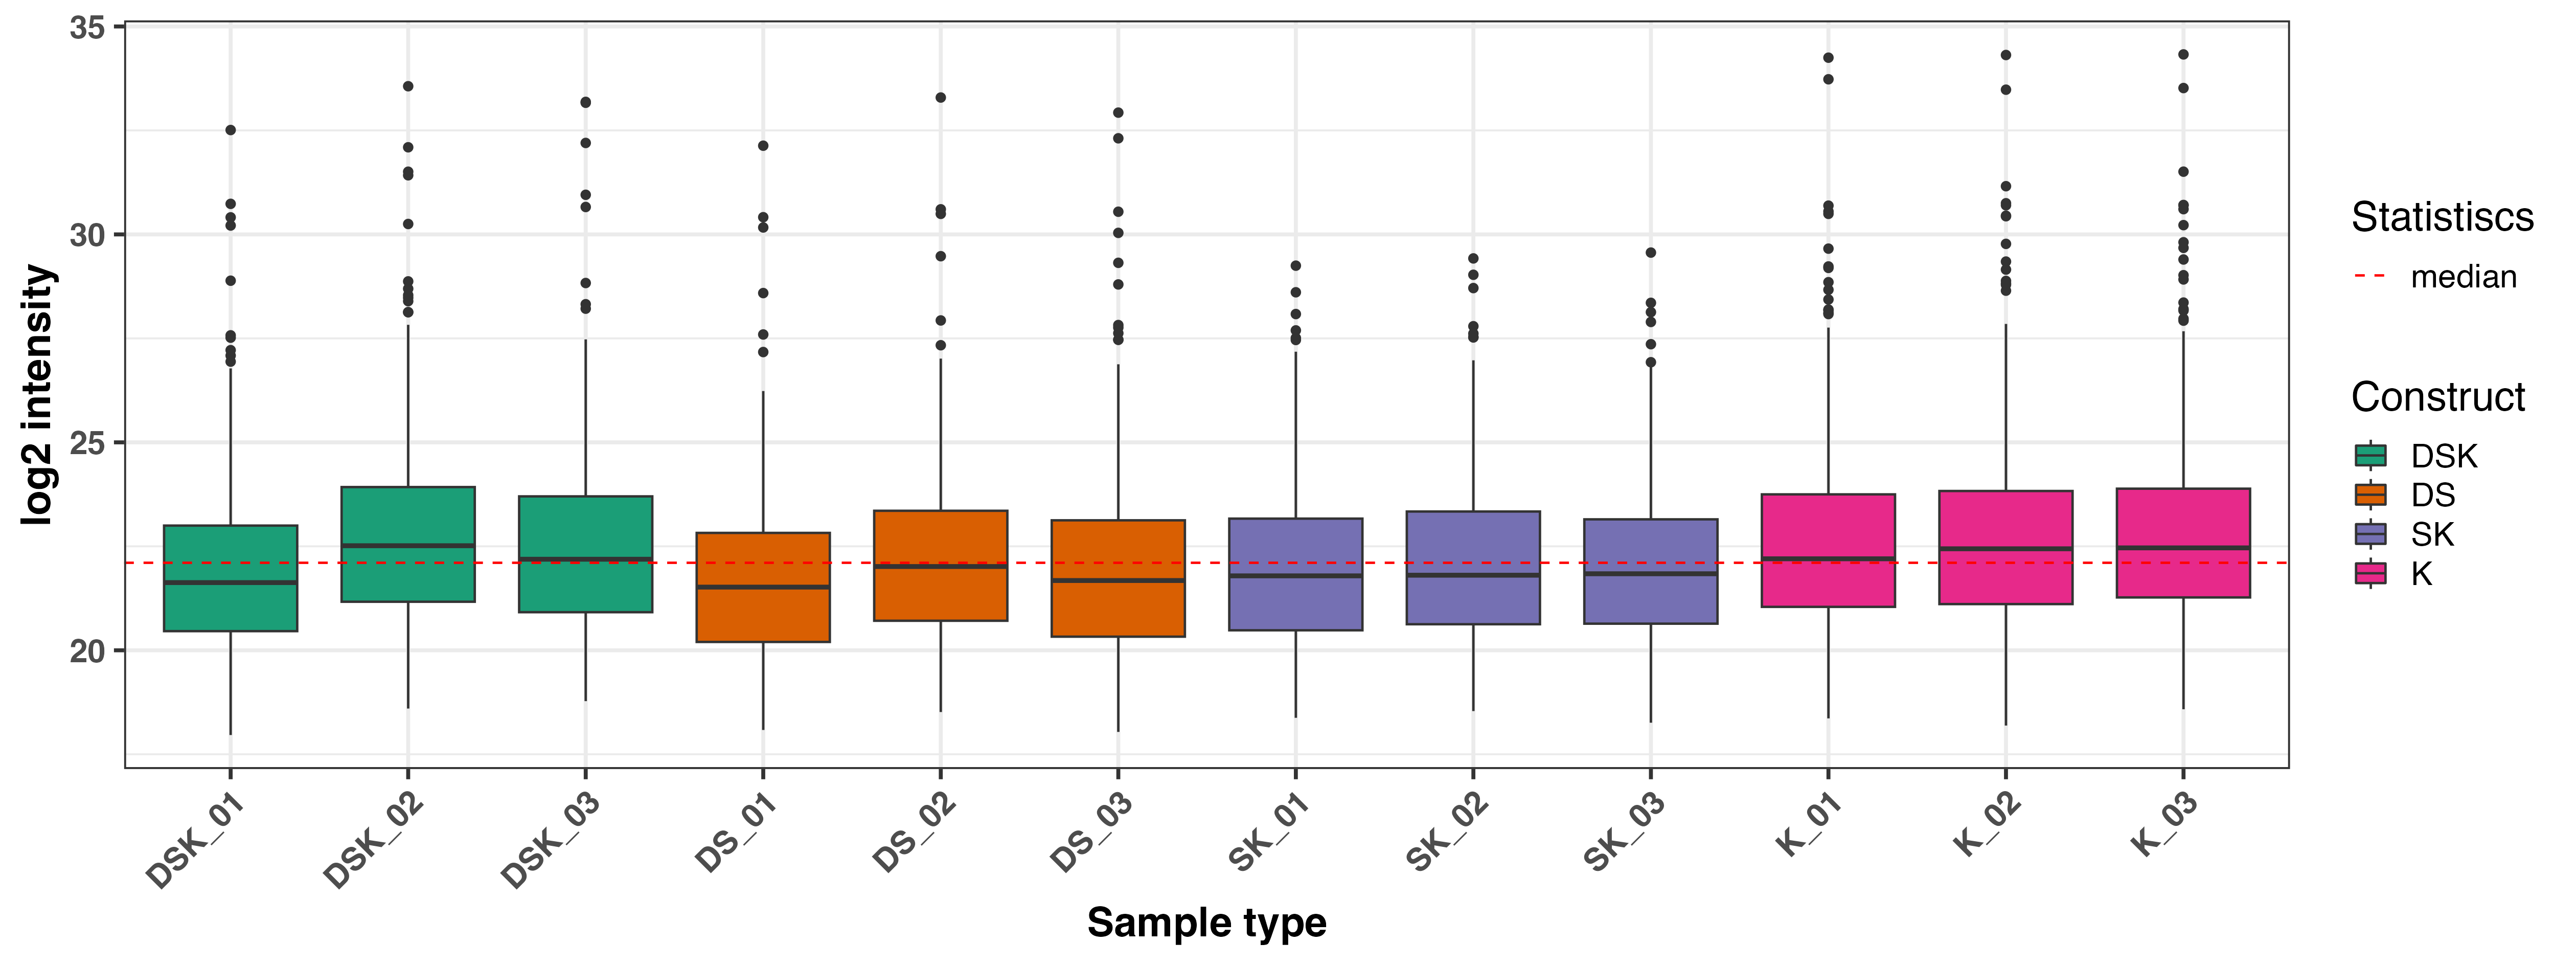 35
30
25
20
log2 intensity
DSK_01
DSK_02
DSK_03
DS_01
DS_02
DS_03
SK_01
SK_02
SK_03
K_01
K_02
K_03
Sample type
Statistiscs
median
Construct
DSK
DS
SK
K